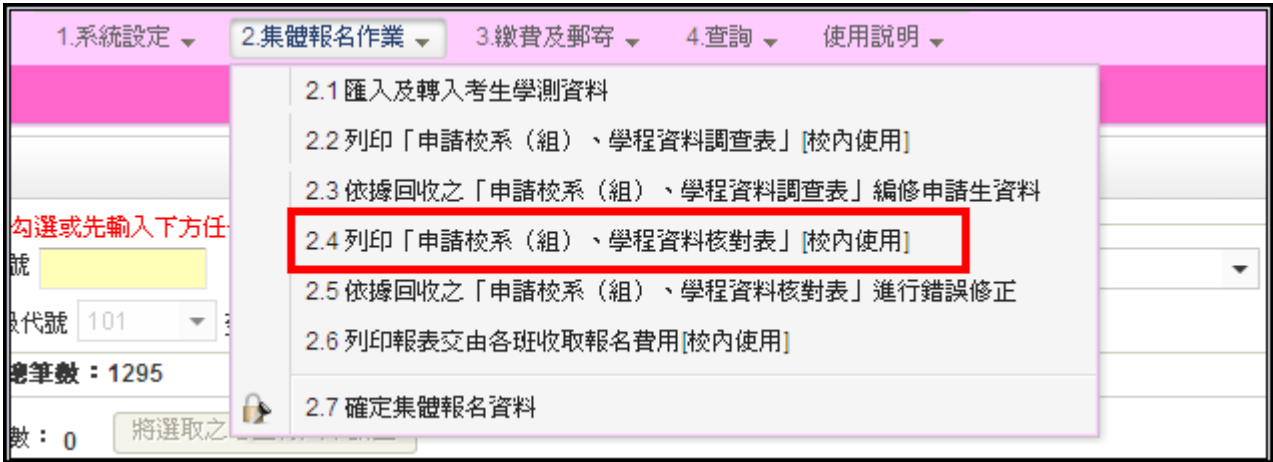 1.系統設定 2.集體報名作業 3.繳費及郵寄 4.查詢 使用說明
2.1 匯入及轉入考生學測資料
2.2 列印「申請校系（組）、學程資料調查表」[校內使用]
2.3 依據回收之「申請校系（組）、學程資料調查表」編修申請生資料
勾選或先輸入下方任
2.4 列印「申請校系（組）、學程資料核對表」[校內使用]
號
2.5 依據回收之「申請校系（組）、學程資料核對表」進行錯誤修正
代號 101
2.6 列印報表交由各班收取報名費用[校內使用]
總筆數：1295
2.7 確定集體報名資料
數： 0 將選取之